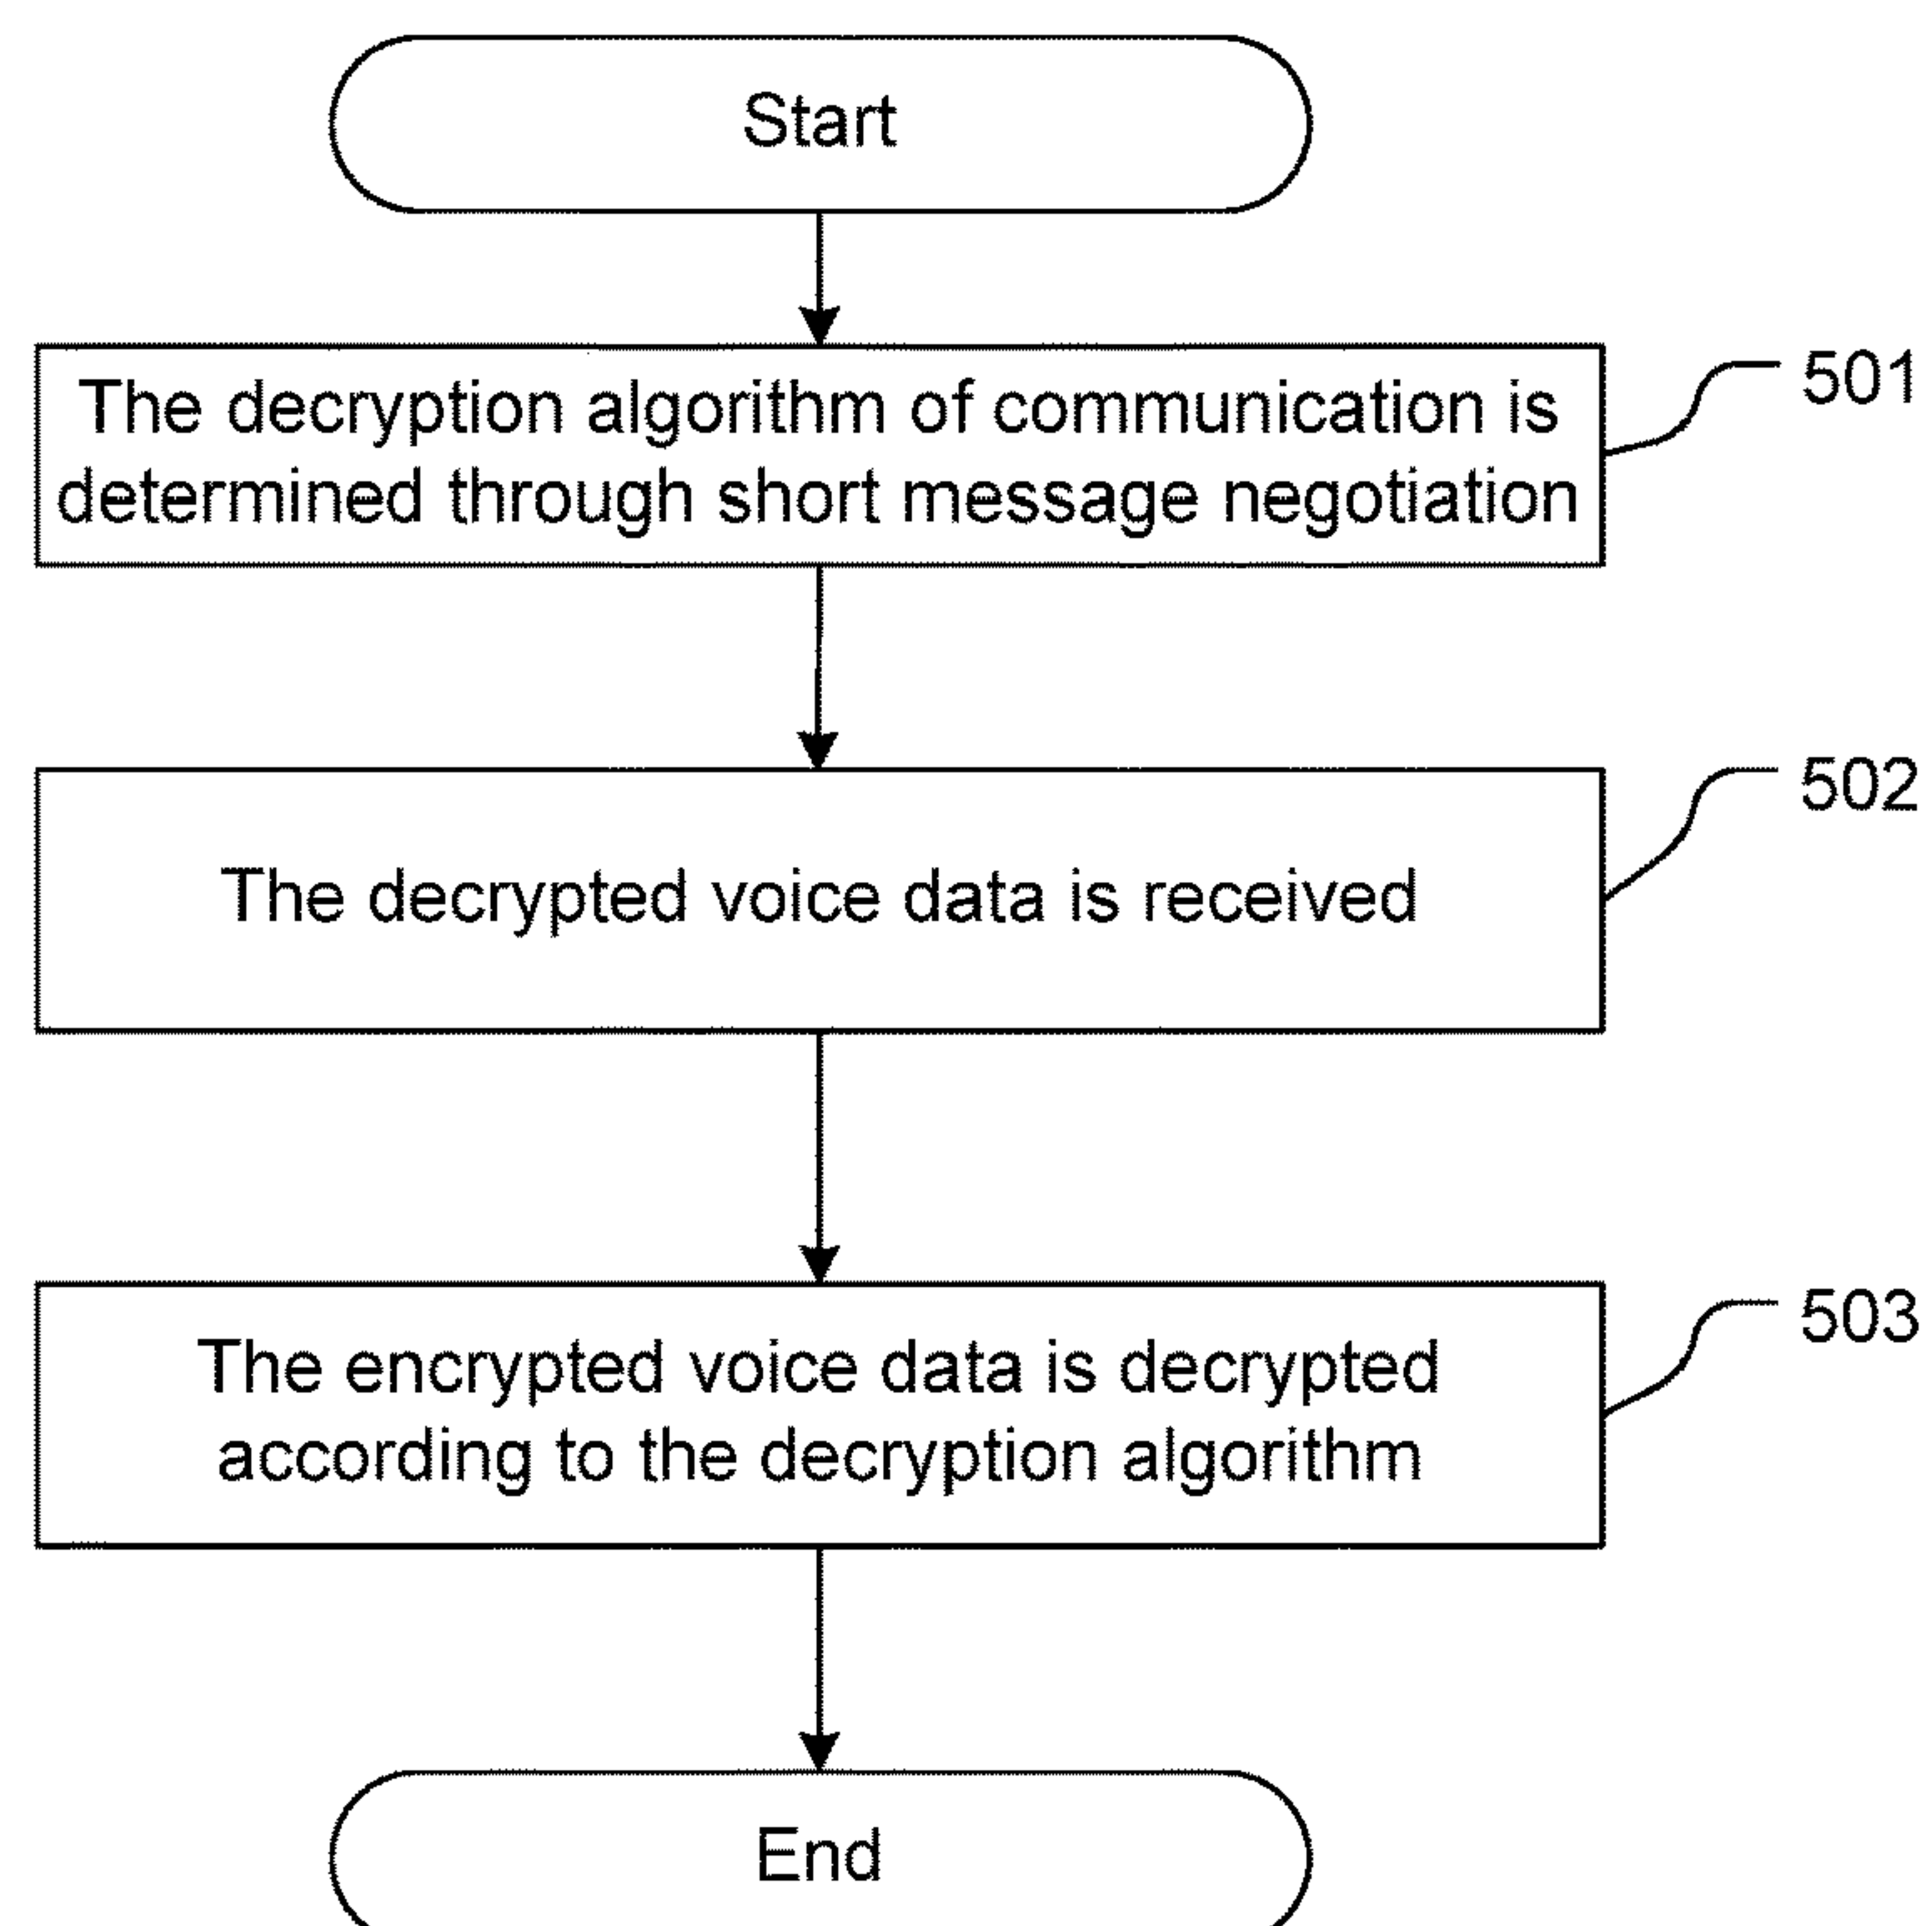 Start
The decryption algorithm of communication is
determined through short message negotiation
501
The decrypted voice data is received
502
The encrypted voice data is decrypted
according to the decryption algorithm
503
End